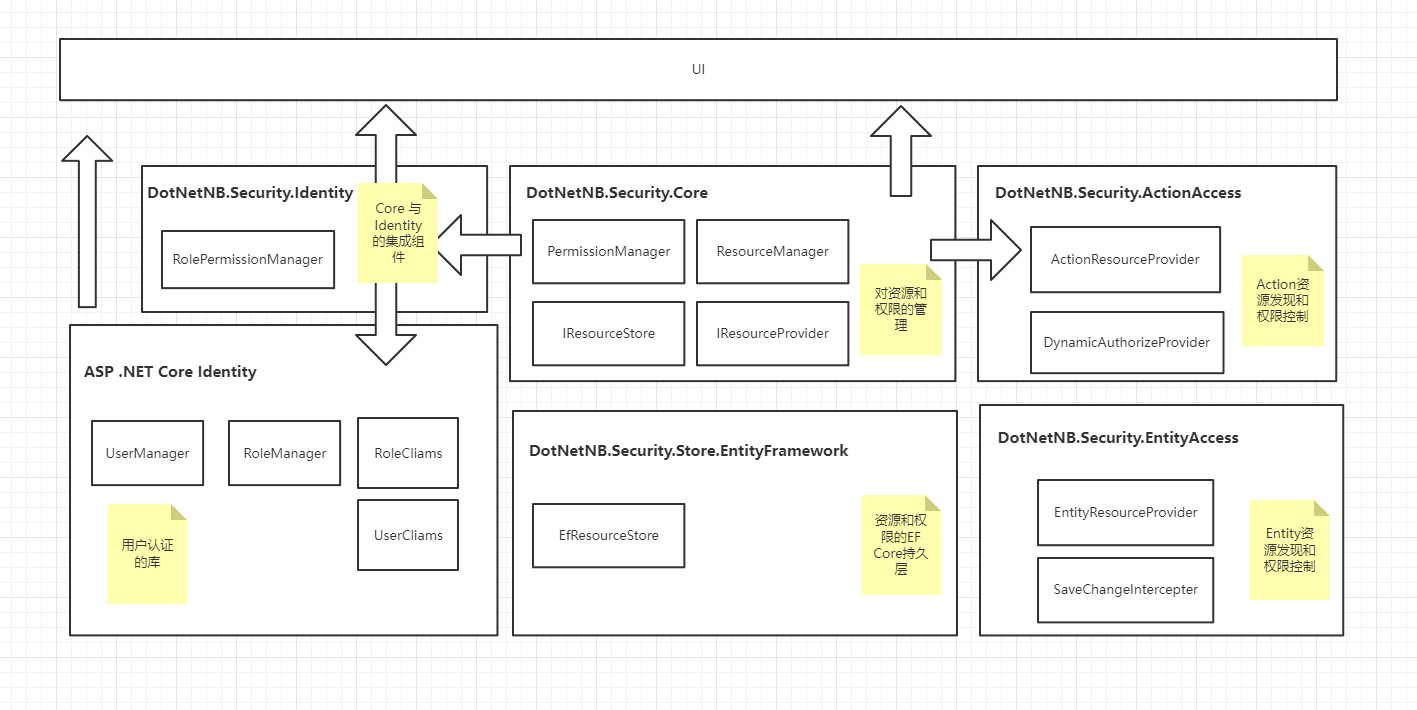 UI
DotNetNB.Security.Identity
RolePermissionManager
Core 与
Identity
的集成组
件
DotNetNB.Security.Core
PermissionManager
ResourceManager
IResourceStore
IResourceProvider
对资源和
权限的管
理
DotNetNB.Security.ActionAccess
ActionResourceProvider
DynamicAuthorizeProvider
Action资
源发现和
权限控制
ASP .NET Core Identity
UserManager
RoleManager
RoleCliams
UserCliams
用户认证
的库
DotNetNB.Security.Store.EntityFramework
EfResourceStore
资源和权
限的EF
Core持久
层
DotNetNB.Security.EntityAccess
EntityResourceProvider
SaveChangeIntercepter
Entity资
源发现和
权限控制